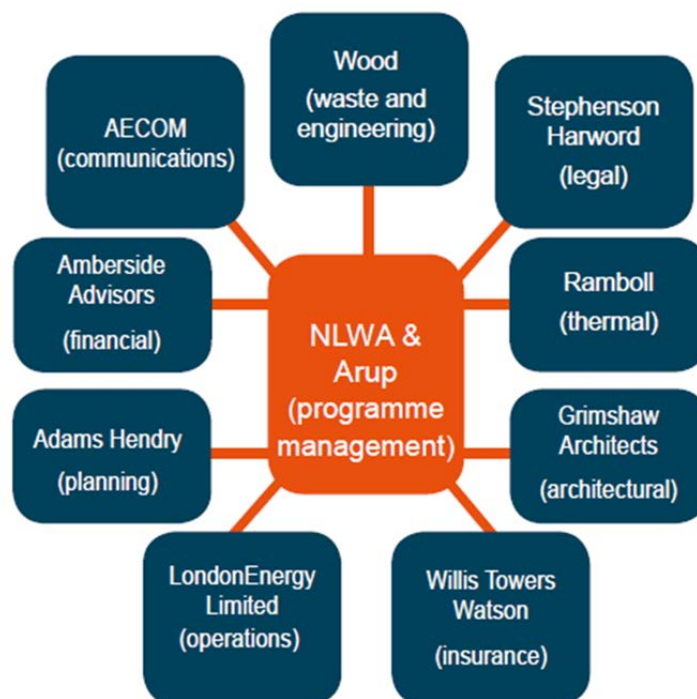 Wood
(waste and
engineering)
AECOM
(communications)
Stephenson
Harword
(legal)
Amberside
Advisors
(financial)
NLWA &
Arup
(programme
management)
Ramboll
(thermal)
Adams Hendry
(planning)
Grimshaw
Architects
(architectural)
LondonEnergy
Limited
(operations)
Willis Towers
Watson
(insurance)